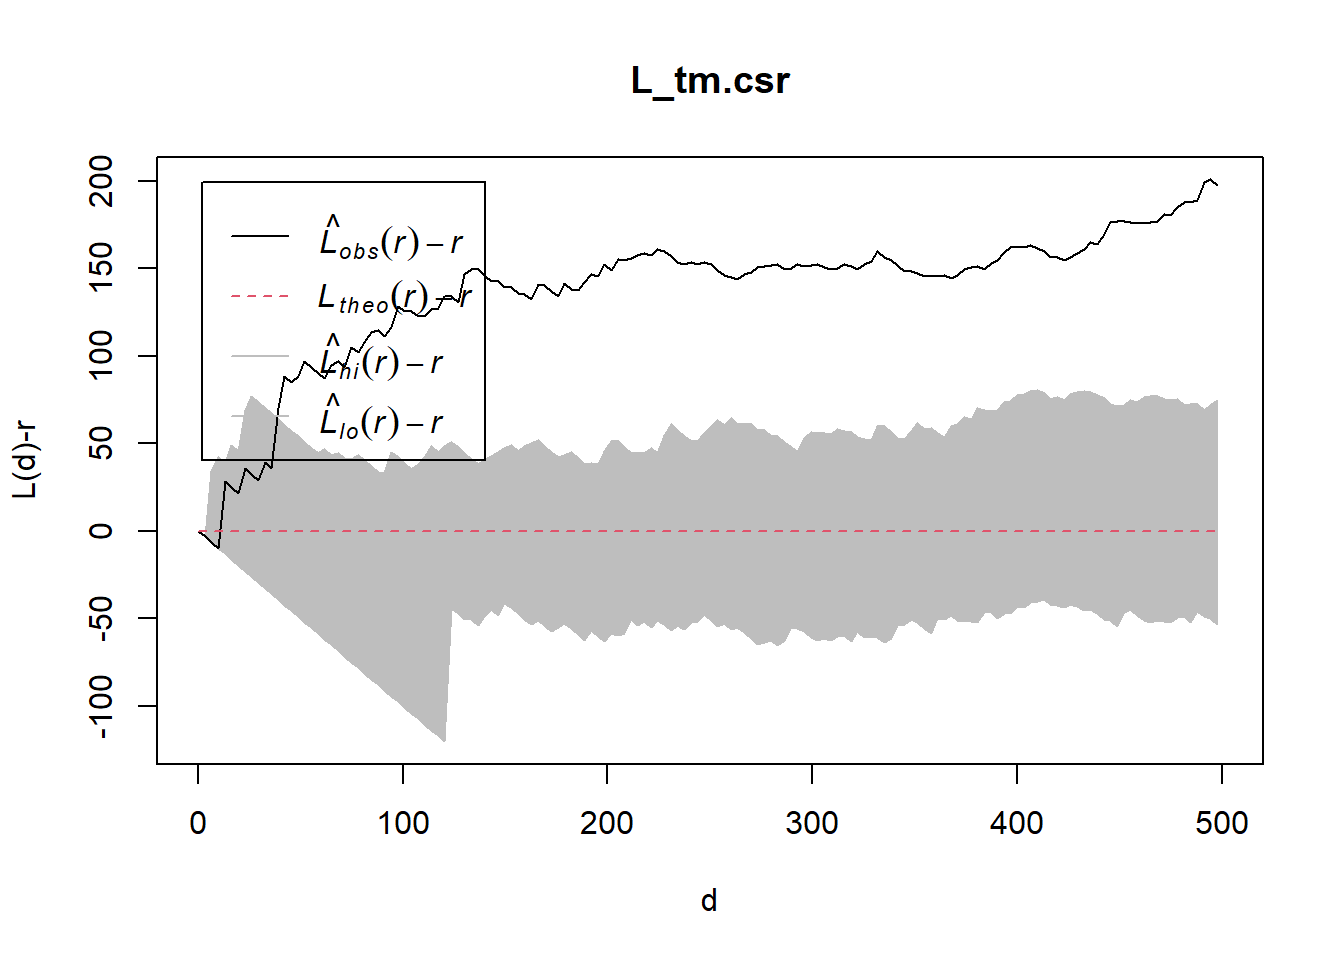 L_tm.csr
L̂obs(r) − r
Ltheo(r) − r
L̂hi(r) − r
L̂lo(r) − r
L(d)-r
200
150
100
50
0
-50
-100
0 100 200 300 400 500
d